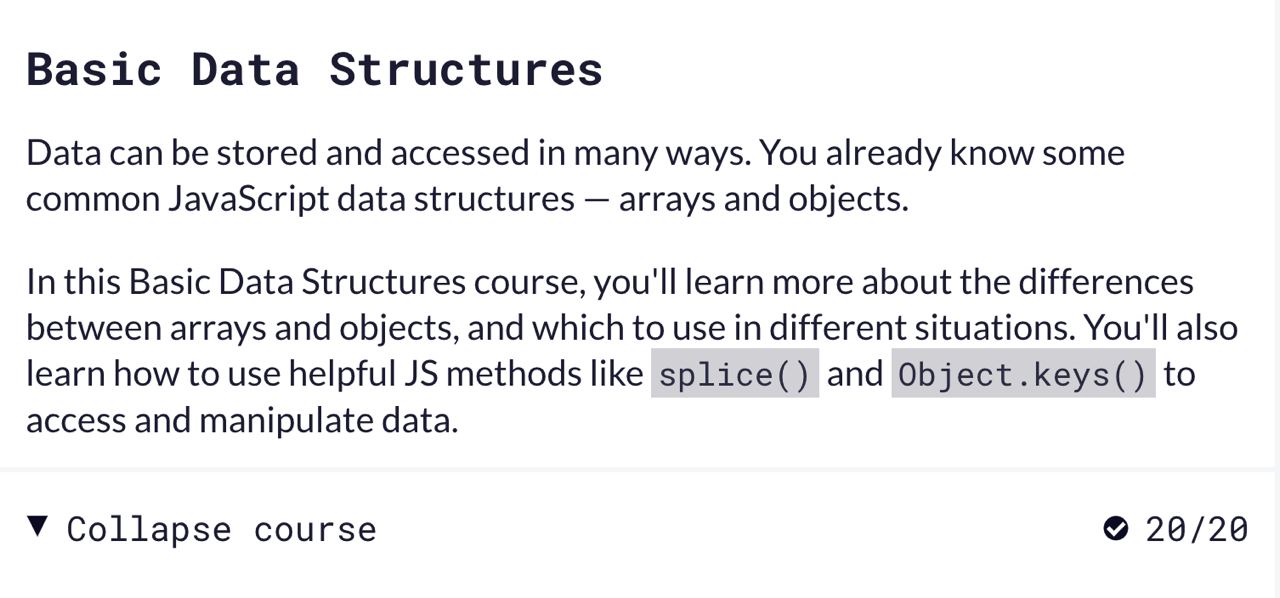 Basic Data Structures
Data can be stored and accessed in many ways. You already know some
common JavaScript data structures — arrays and objects.
In this Basic Data Structures course, you'll learn more about the differences
between arrays and objects, and which to use in different situations. You'll also
learn how to use helpful JS methods like splice() and Object.keys() to
access and manipulate data.
Collapse course 20/20